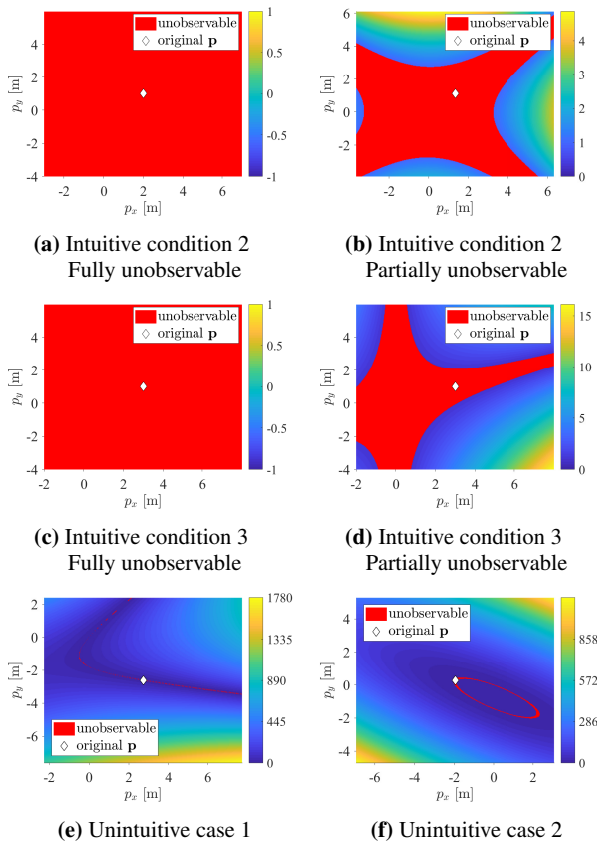 unobservable
original p
1
0.5
0
-0.5
-1
4
2
0
-2
-4
p_y [m]
-2
0
2
4
6
p_x [m]
(a) Intuitive condition 2
Fully unobservable
unobservable
original p
4
3
2
1
0
6
4
2
0
-2
p_y [m]
-2
0
2
4
6
p_x [m]
(b) Intuitive condition 2
Partially unobservable
unobservable
original p
1
0.5
0
-0.5
-1
4
2
0
-2
-4
p_y [m]
-2
0
2
4
6
p_x [m]
(c) Intuitive condition 3
Fully unobservable
unobservable
original p
15
10
5
0
4
2
0
-2
-4
p_y [m]
-2
0
2
4
6
p_x [m]
(d) Intuitive condition 3
Partially unobservable
unobservable
original p
1780
1335
890
445
0
2
0
-2
-4
-6
p_y [m]
-2
0
2
4
6
p_x [m]
(e) Unintuitive case 1
unobservable
original p
858
572
286
0
4
2
0
-2
-4
p_y [m]
-6
-4
-2
0
2
p_x [m]
(f) Unintuitive case 2